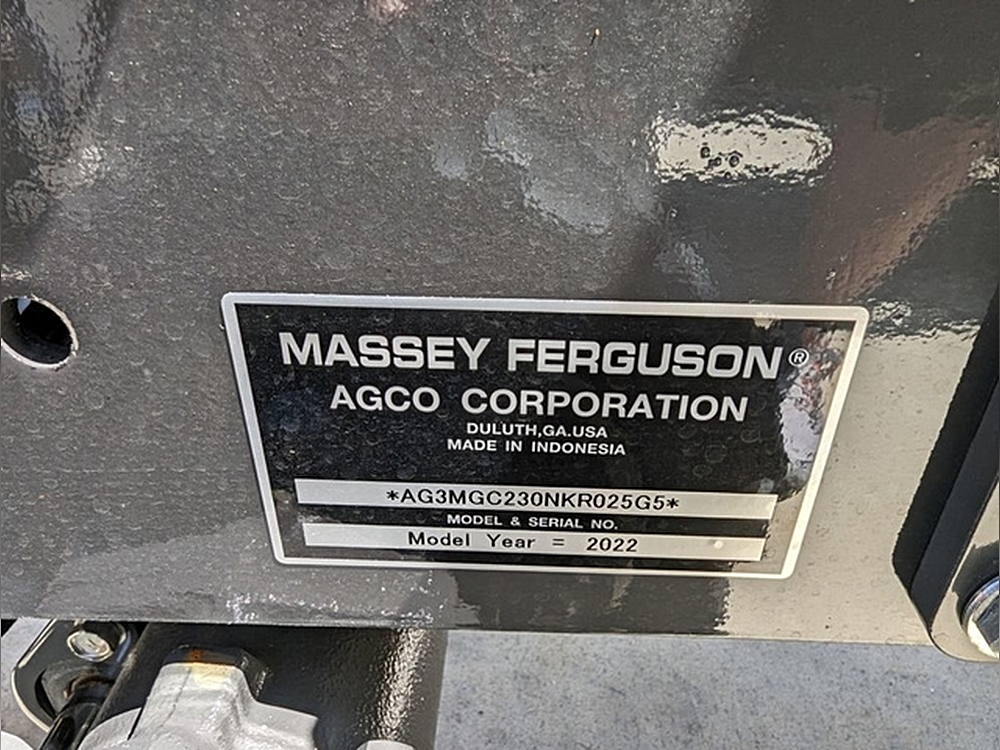 MASSEY FERGUSON®
AGCO CORPORATION
DULUTH,GA.USA
MADE IN INDONESIA
*AG3MGC230NKR025G5*
MODEL & SERIAL NO.
Model Year = 2022